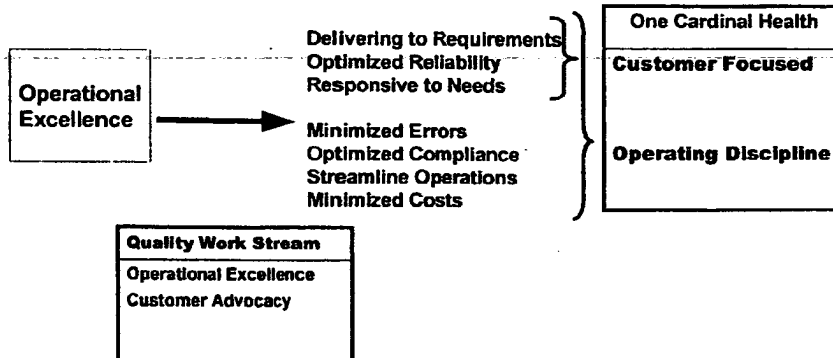 Operational
Excellence
Delivering to Requirements
Optimized Reliability
Responsive to Needs
Minimized Errors
Optimized Compliance
Streamline Operations
Minimized Costs
One Cardinal Health
Customer Focused
Operating Discipline
Quality Work Stream
Operational Excellence
Customer Advocacy